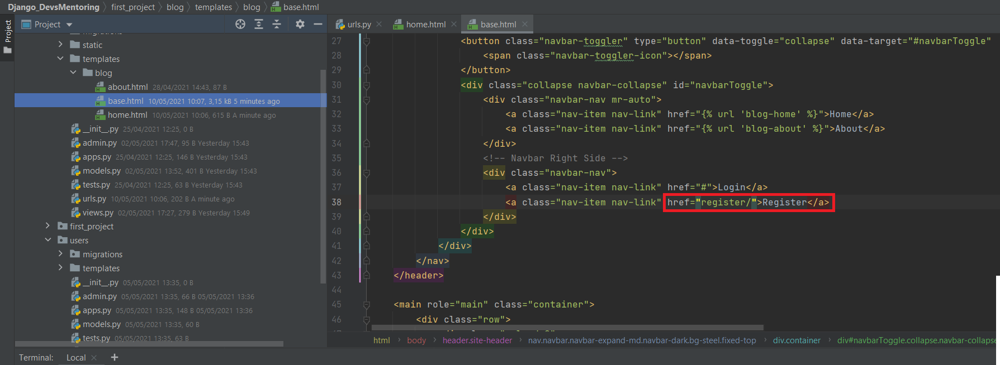 Django_DevsMentoring 〉 first_project 〉 blog 〉 templates 〉 blog 〉 base.html
Project
Project
urls.py
home.html
base.html
migrations
static
templates
blog
about.html 28/04/2021 14:43, 87 B
base.html 10/05/2021 10:07, 3,15 kB 5 minutes ago
home.html 10/05/2021 10:06, 615 B A minute ago
__init__.py 25/04/2021 12:25, 0 B
admin.py 02/05/2021 17:47, 95 B Yesterday 15:43
apps.py 25/04/2021 12:25, 146 B Yesterday 15:43
models.py 02/05/2021 13:52, 401 B Yesterday 15:43
tests.py 25/04/2021 12:25, 63 B Yesterday 15:43
urls.py 10/05/2021 10:06, 202 B A minute ago
views.py 02/05/2021 17:27, 279 B Yesterday 15:49
first_project
users
migrations
templates
__init__.py 05/05/2021 13:35, 0 B
admin.py 05/05/2021 13:35, 66 B 05/05/2021 13:36
apps.py 05/05/2021 13:35, 148 B 05/05/2021 13:36
models.py 05/05/2021 13:35, 60 B
tests.py 05/05/2021 13:35, 63 B
27 <button class="navbar-toggler" type="button" data-toggle="collapse" data-target="#navbarToggle"
28 <span class="navbar-toggler-icon"></span>
29 </button>
30 <div class="collapse navbar-collapse" id="navbarToggle">
31 <div class="navbar-nav mr-auto">
32 <a class="nav-item nav-link" href="{% url 'blog-home' %}">Home</a>
33 <a class="nav-item nav-link" href="{% url 'blog-about' %}">About</a>
34 </div>
35 <!-- Navbar Right Side -->
36 <div class="navbar-nav">
37 <a class="nav-item nav-link" href="#">Login</a>
38 <a class="nav-item nav-link" href="register/">Register</a>
39 </div>
40 </div>
41 </div>
42 </nav>
43 </header>
44
45 <main role="main" class="container">
46 <div class="row">
html › body › header.site-header › nav.navbar.navbar-expand-md.navbar-dark.bg-steel.fixed-top › div.container › div#navbarToggle.collapse.navbar-collapse
Terminal: Local +